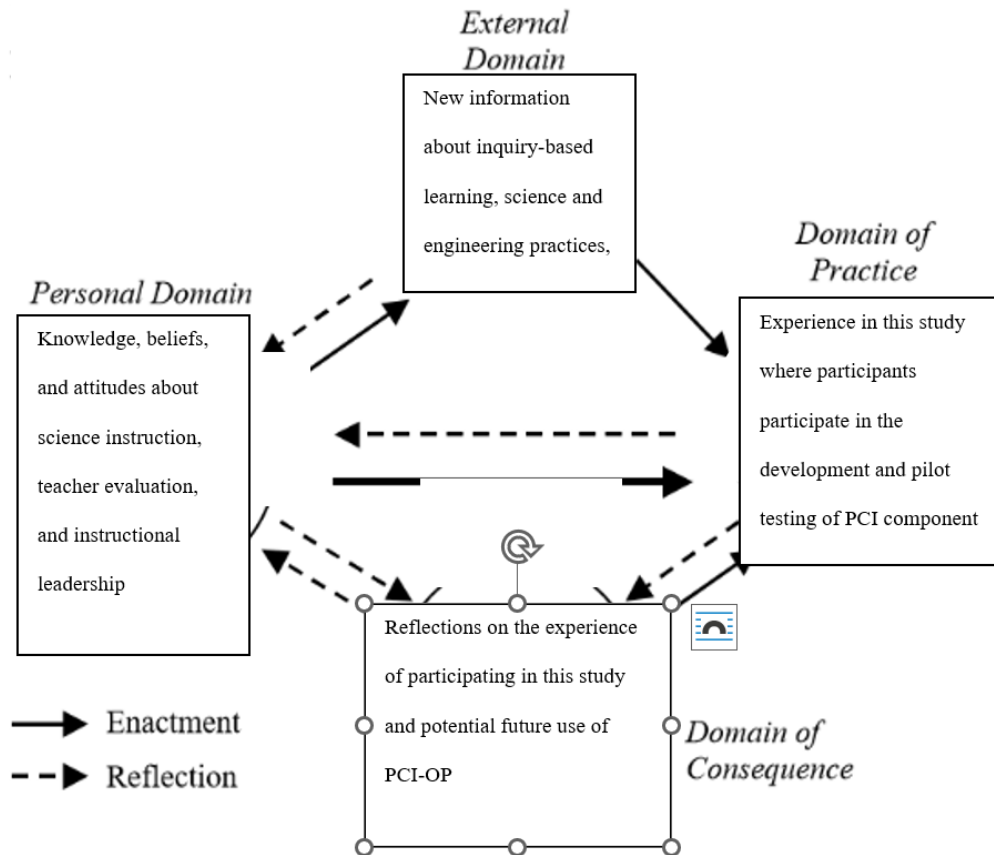 External
Domain
New information
about inquiry-based
learning, science and
engineering practices,
Domain of
Practice
Experience in this study
where participants
participate in the
development and pilot
testing of PCI component
Personal Domain
Knowledge, beliefs,
and attitudes about
science instruction,
teacher evaluation,
and instructional
leadership
Reflections on the experience
of participating in this study
and potential future use of
PCI-OP
Domain of
Consequence
Enactment
Reflection